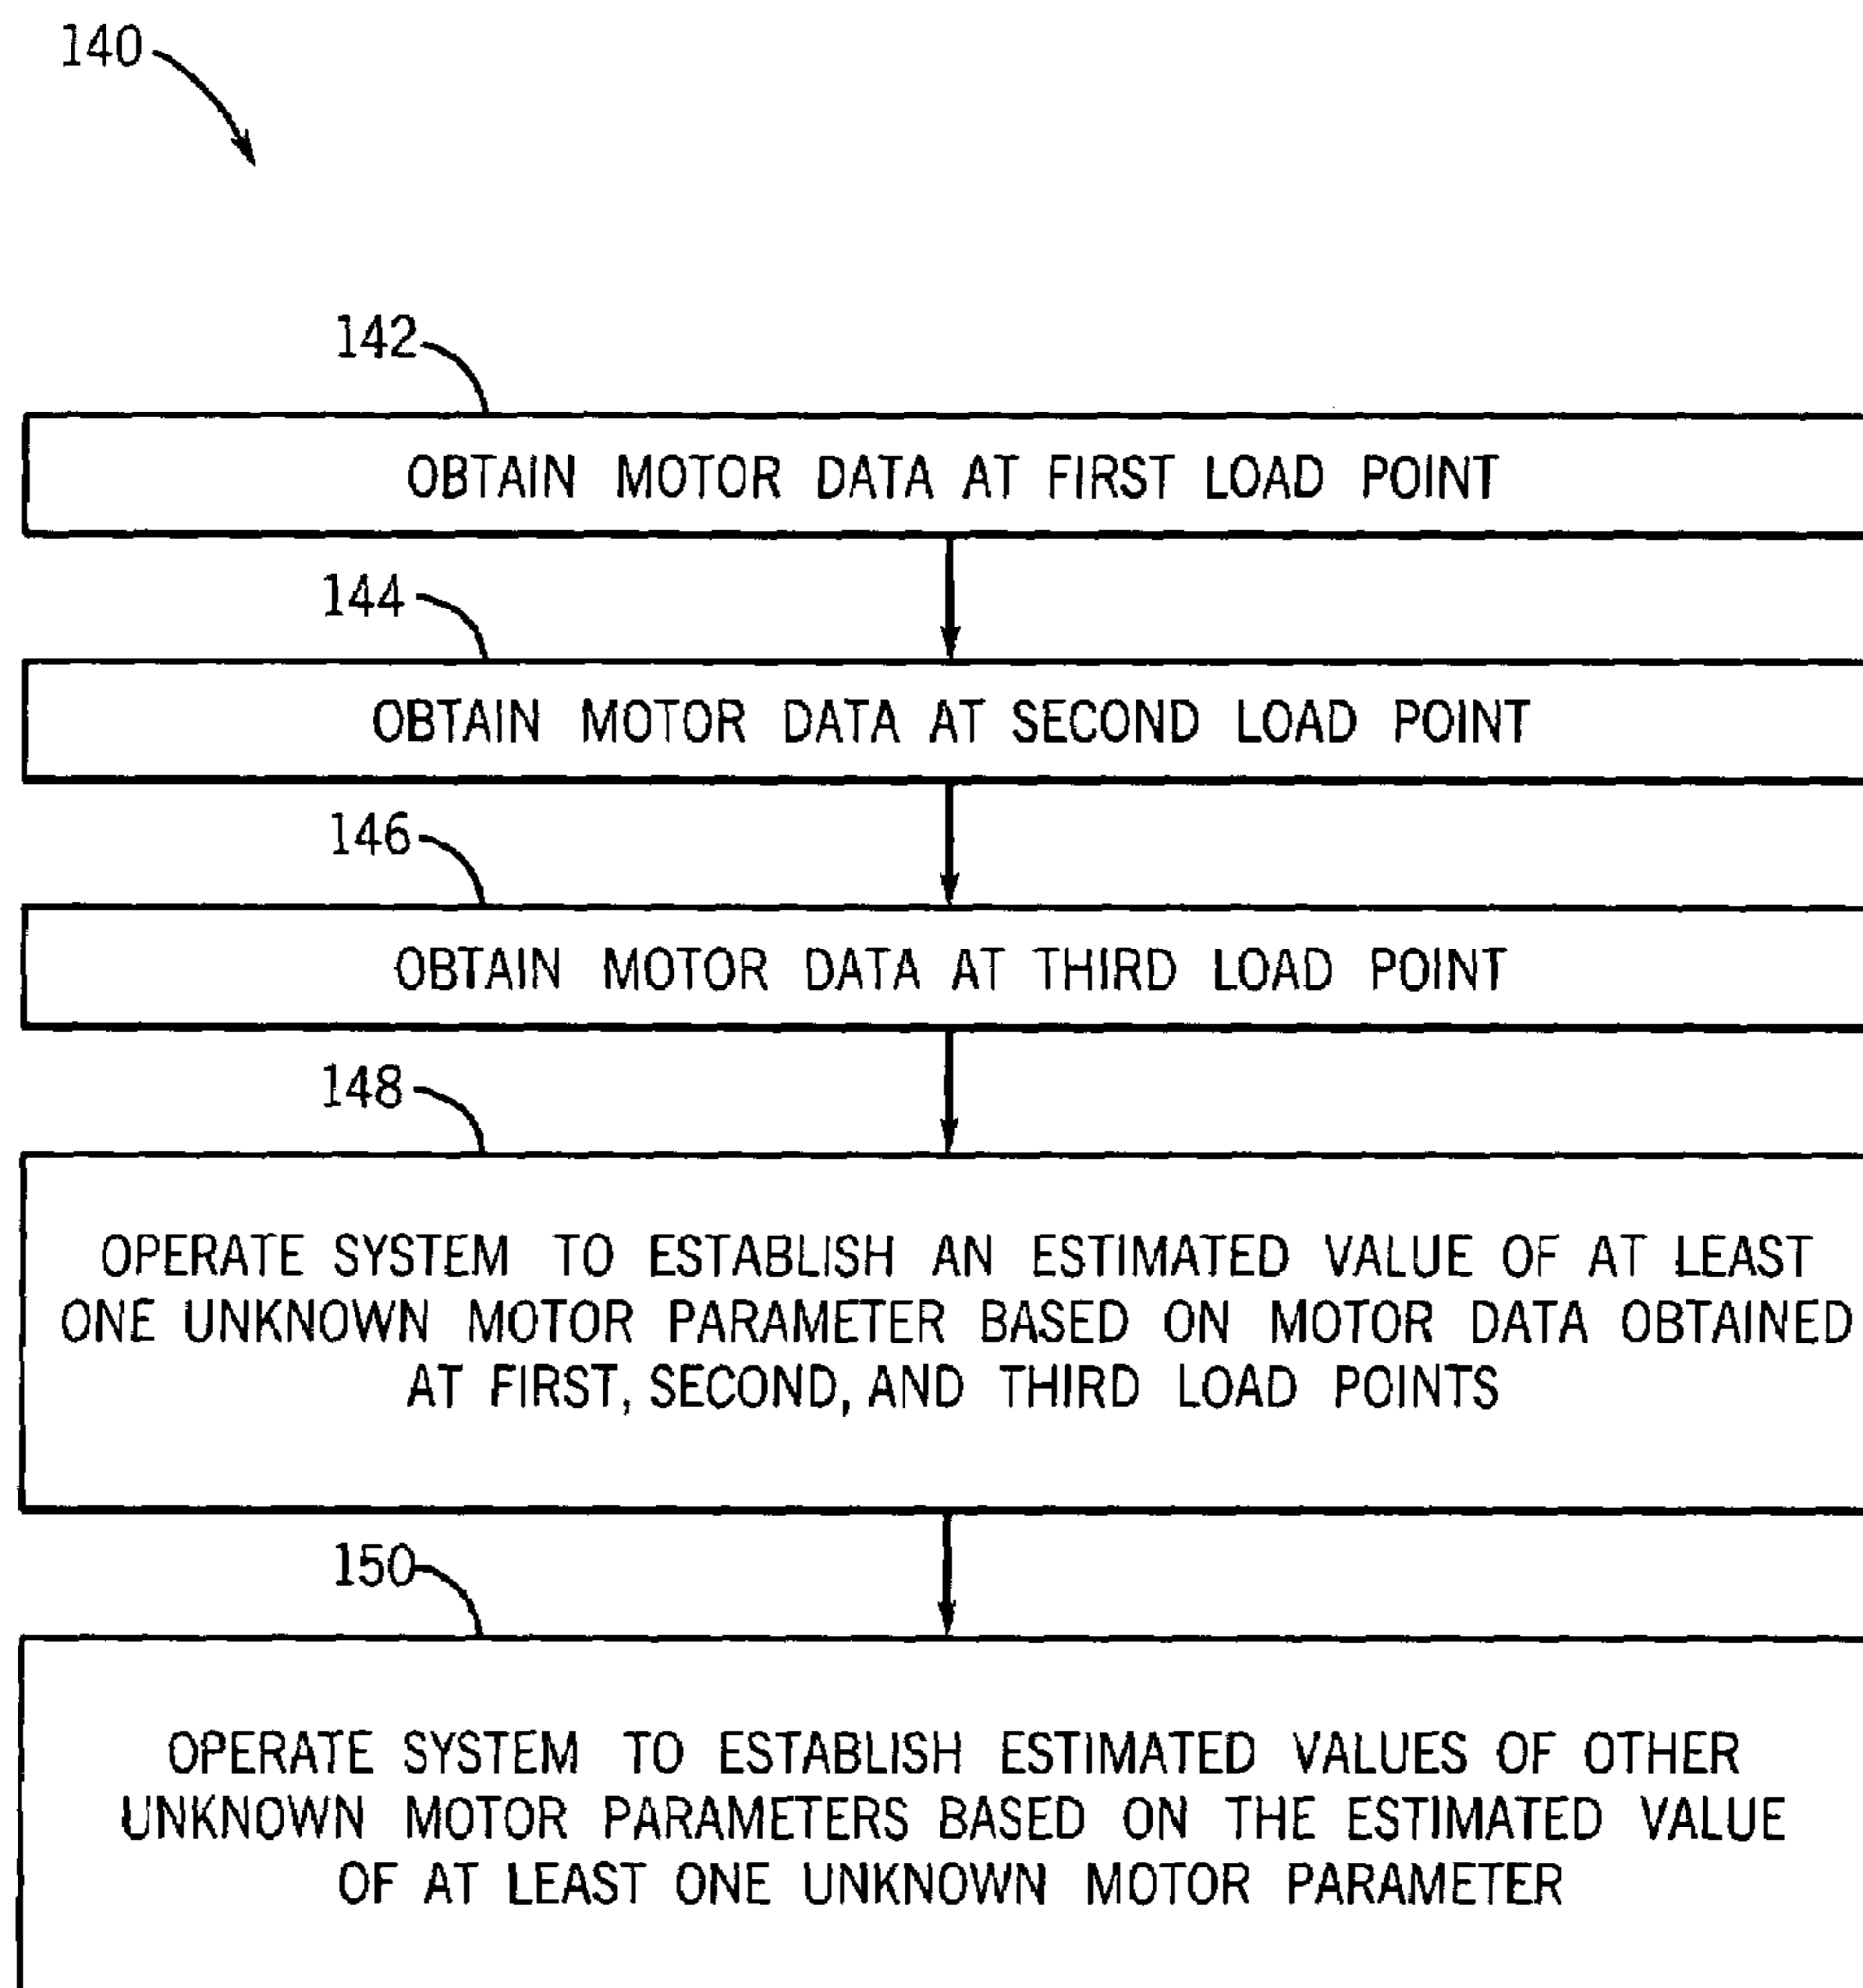 140
142
OBTAIN MOTOR DATA AT FIRST LOAD POINT
144
OBTAIN MOTOR DATA AT SECOND LOAD POINT
146
OBTAIN MOTOR DATA AT THIRD LOAD POINT
148
OPERATE SYSTEM TO ESTABLISH AN ESTIMATED VALUE OF AT LEAST
ONE UNKNOWN MOTOR PARAMETER BASED ON MOTOR DATA OBTAINED
AT FIRST, SECOND, AND THIRD LOAD POINTS
150
OPERATE SYSTEM TO ESTABLISH ESTIMATED VALUES OF OTHER
UNKNOWN MOTOR PARAMETERS BASED ON THE ESTIMATED VALUE
OF AT LEAST ONE UNKNOWN MOTOR PARAMETER